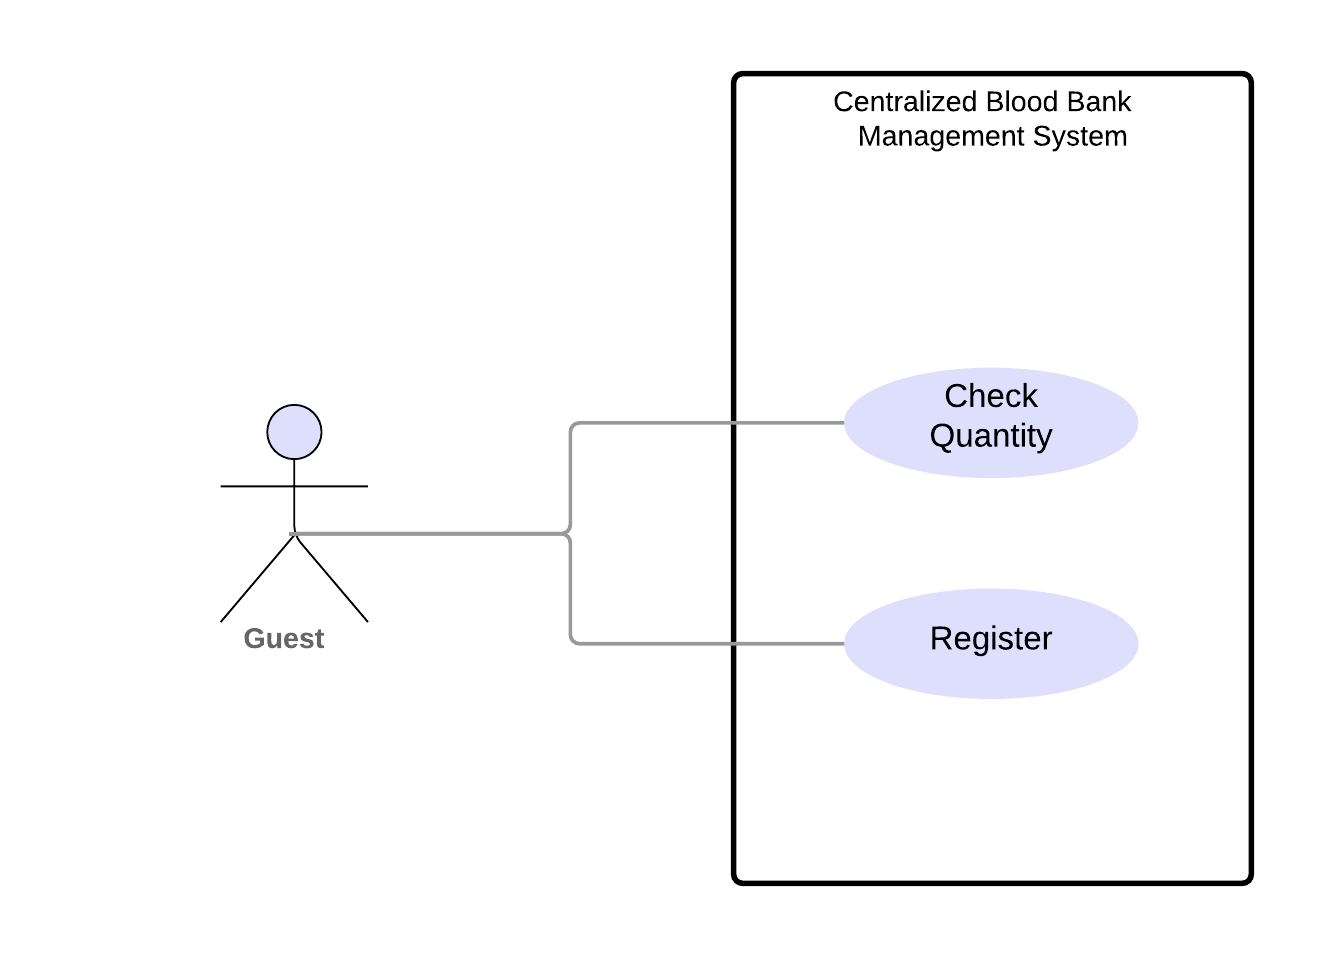 Centralized Blood Bank
Management System
Check
Quantity
Guest
Register